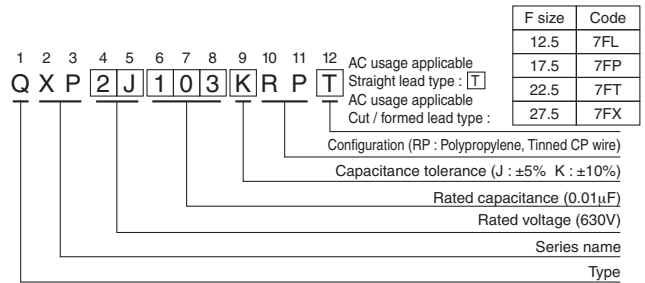 F size Code
12.5 7FL
17.5 7FP
22.5 7FT
27.5 7FX
1 2 3 4 5 6 7 8 9 10 11 12
Q X P 2 J 1 0 3 K R P T
AC usage applicable
Straight lead type : T
AC usage applicable
Cut / formed lead type :
Configuration (RP : Polypropylene, Tinned CP wire)
Capacitance tolerance (J : ±5% K : ±10%)
Rated capacitance (0.01μF)
Rated voltage (630V)
Series name
Type